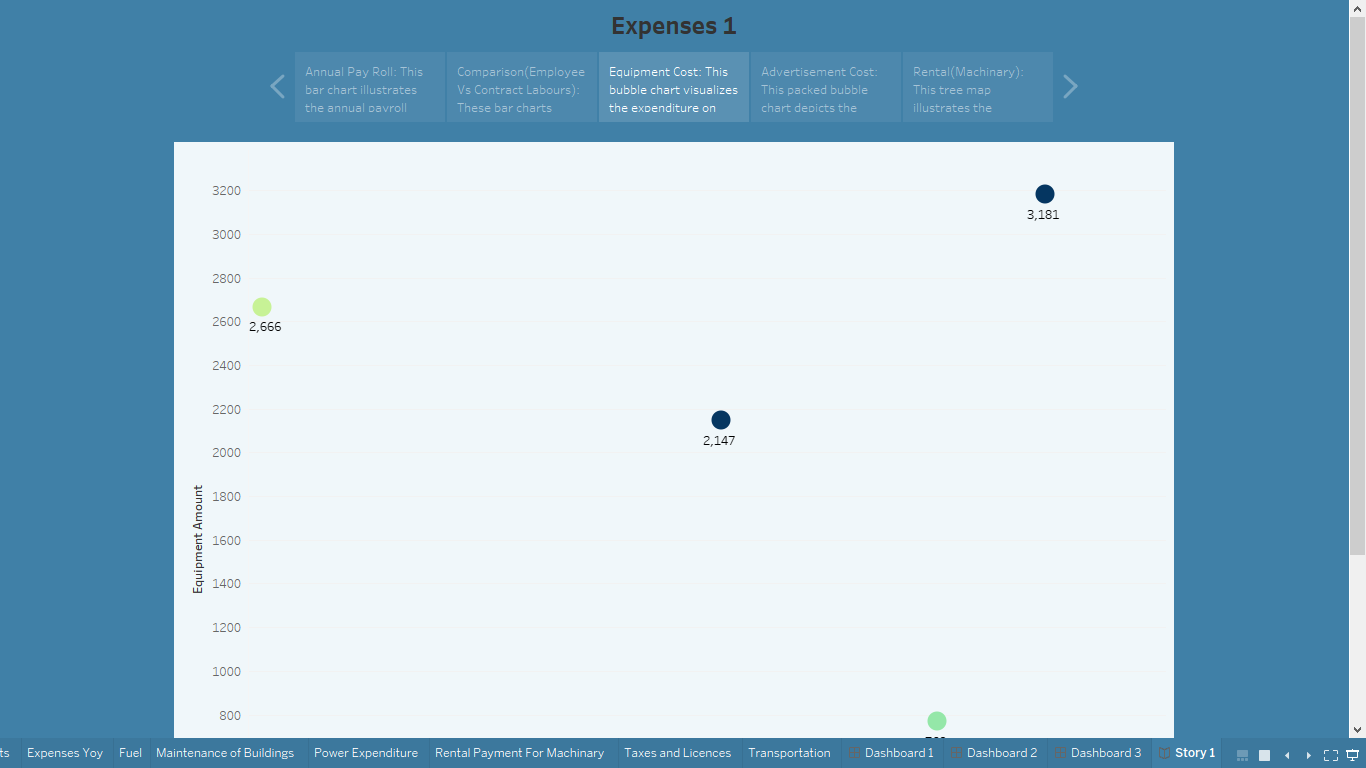 Expenses 1
Annual Pay Roll: This
bar chart illustrates
the annual payroll
Comparison(Employee
Vs Contract Labours):
These bar charts
Equipment Cost: This
bubble chart visualizes
the expenditure on
Advertisement Cost:
This packed bubble
chart depicts the
Rental(Machinery):
This tree map
illustrates the
3200
3000
2800
2600
2400
2200
2000
1800
1600
1400
1200
1000
800
Equipment Amount
3,181
2,666
2,147
ts
Expenses Yoy
Fuel
Maintenance of Buildings
Power Expenditure
Rental Payment For Machinery
Taxes and Licences
Transportation
Dashboard 1
Dashboard 2
Dashboard 3
Story 1